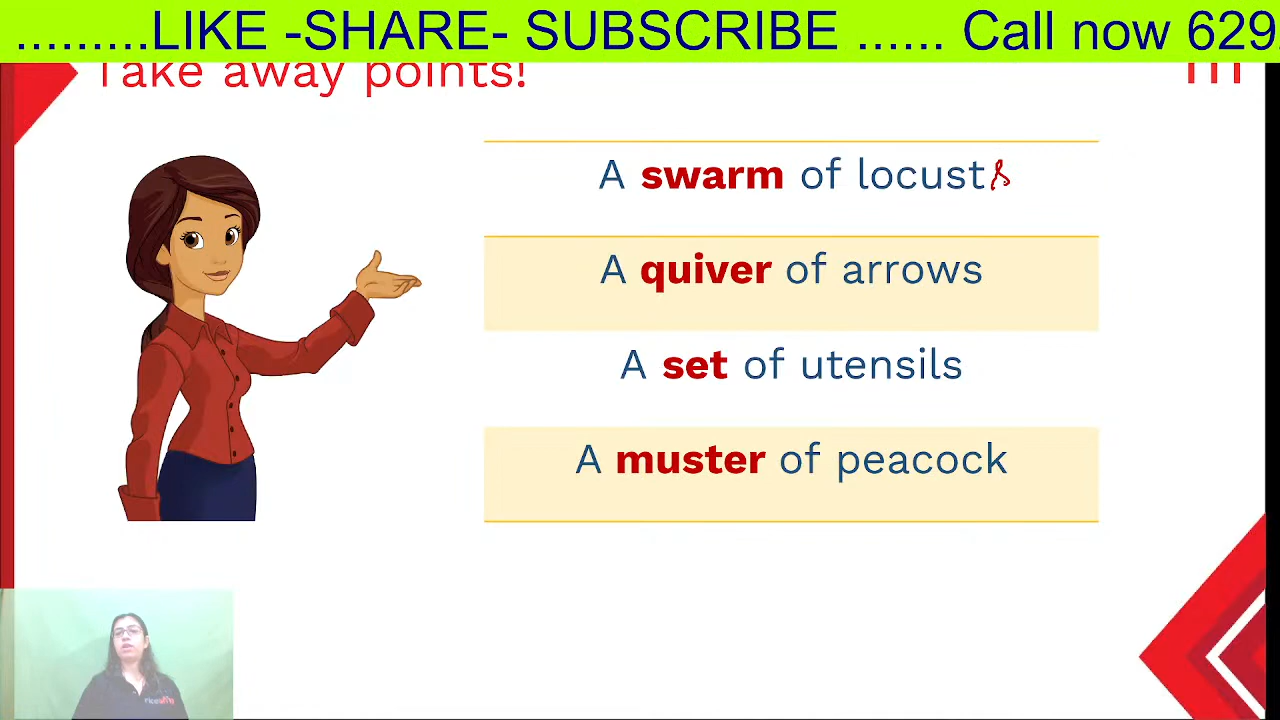 .........LIKE -SHARE- SUBSCRIBE ...... Call now 629
Take away points!
A swarm of locusts
A quiver of arrows
A set of utensils
A muster of peacock